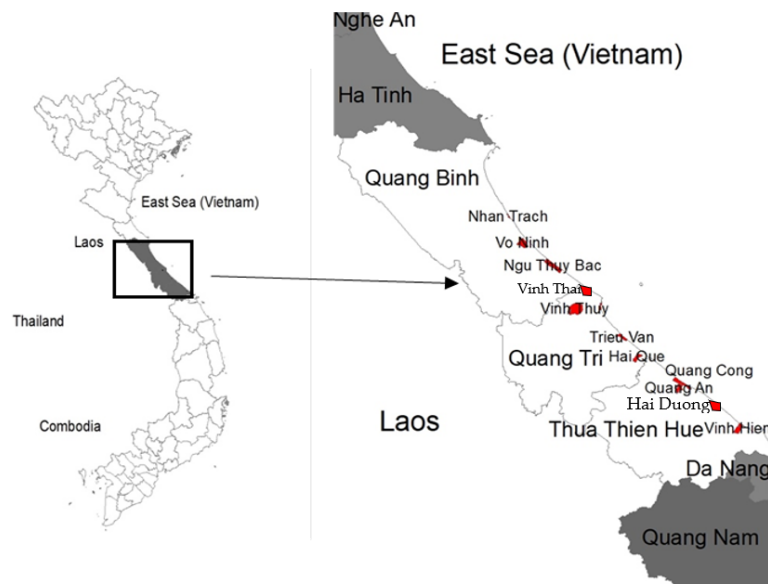 East Sea (Vietnam)
Laos
Thailand
Combodia
Nghe An
East Sea (Vietnam)
Ha Tinh
Quang Binh
Nhan Trach
Vo Ninh
Ngu Thuy Bac
Vinh Thai
Vinh Thuy
Trieu Van
Quang Tri
Hai Que
Quang Cong
Quang An
Hai Duong
Laos
Thua Thien Hue
Vinh Hien
Da Nang
Quang Nam